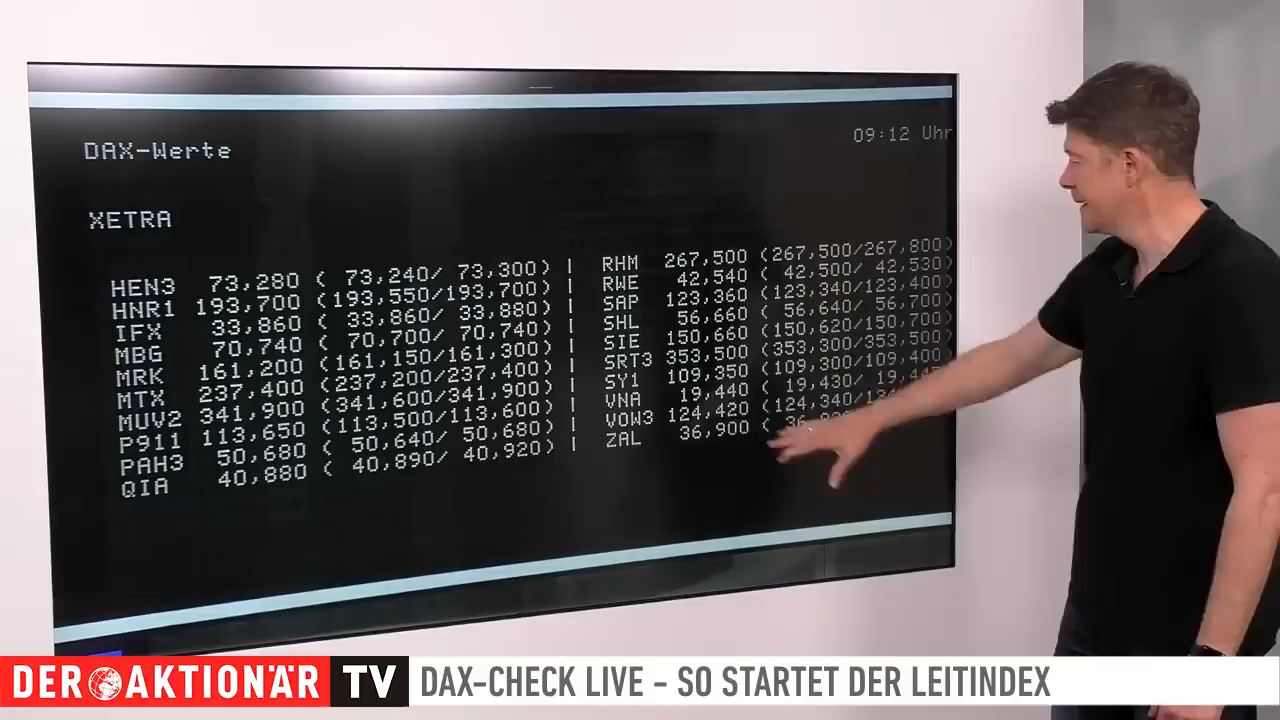 DAX-Werte 09:12 Uhr
XETRA
HEN3 73,280 ( 73,240/ 73,300) | RHM 267,500 (267,500/267,800)
HNR1 193,700 (193,550/193,700) | RWE 42,540 ( 42,500/ 42,530)
IFX 33,860 ( 33,860/ 33,880) | SAP 123,360 (123,340/123,400)
MBG 70,740 ( 70,700/ 70,740) | SHL 56,660 ( 56,640/ 56,700)
MRK 161,200 (161,150/161,300) | SIE 150,660 (150,620/150,700)
MTX 237,400 (237,200/237,400) | SRT3 353,500 (353,300/353,500)
MUV2 341,900 (341,600/341,900) | SY1 109,350 (109,300/109,400)
P911 113,650 (113,500/113,600) | VNA 19,440 ( 19,430/
PAH3 50,680 ( 50,640/ 50,680) | VOW3 124,420 (124,340/
QIA 40,880 ( 40,890/ 40,920) | ZAL 36,900 (
DER AKTIONÄR TV DAX-CHECK LIVE - SO STARTET DER LEITINDEX